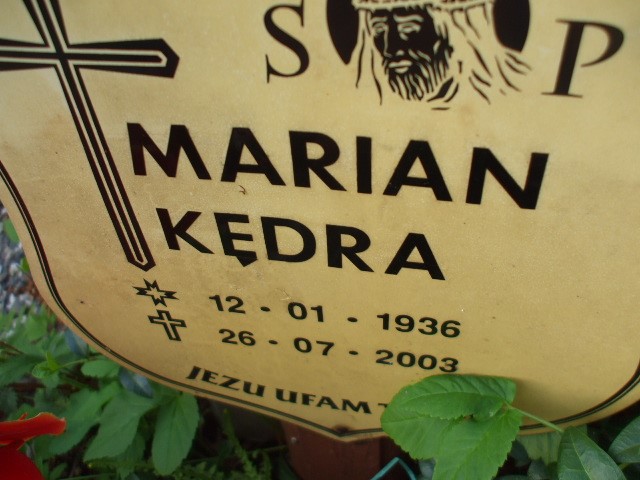 S P
MARIAN
KĘDRA
12 • 01 • 1936
26 • 07 • 2003
JEZU UFAM